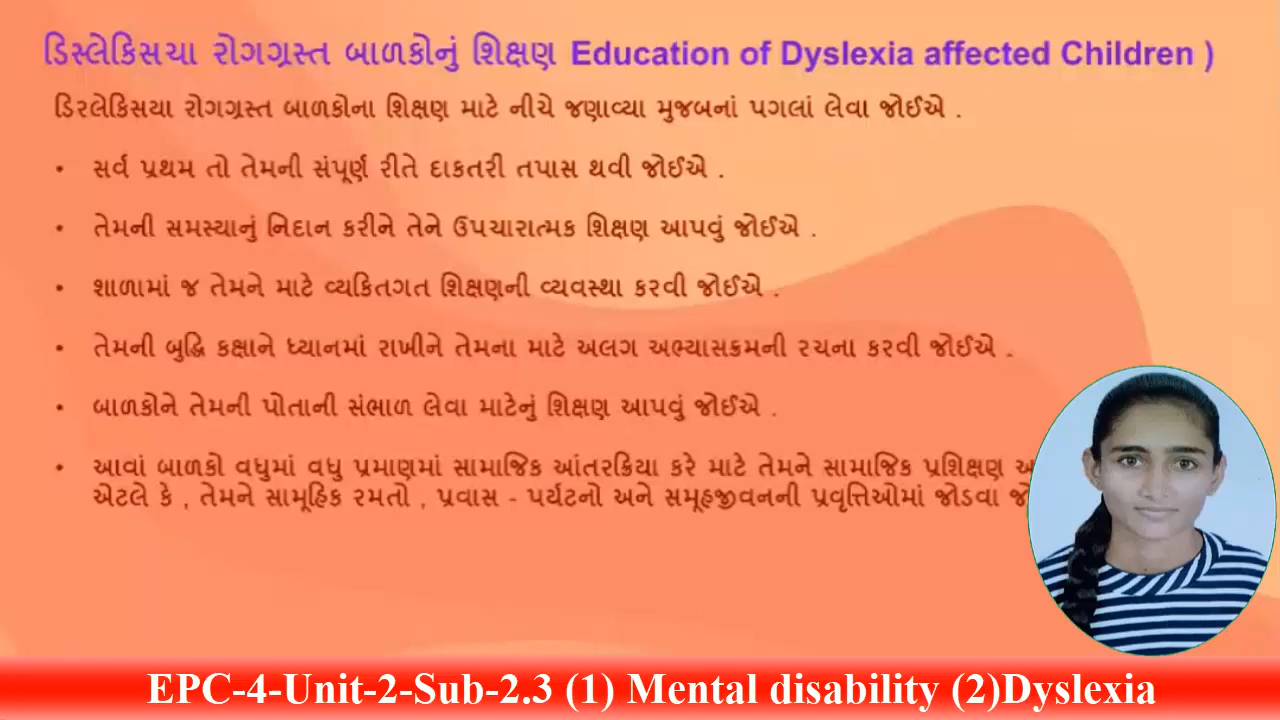 ડિસ્લેકિસચા રોગગ્રસ્ત બાળકોનું શિક્ષણ Education of Dyslexia affected Children )
ડિરલેકિસયા રોગગ્રસ્ત બાળકોના શિક્ષણ માટે નીચે જણાવ્યા મુજબનાં પગલાં લેવા જોઈએ .
• સર્વ પ્રથમ તો તેમની સંપૂર્ણ રીતે દાકતરી તપાસ થવી જોઈએ .
• તેમની સમસ્યાનું નિદાન કરીને તેને ઉપચારાત્મક શિક્ષણ આપવું જોઈએ .
• શાળામાં જ તેમને માટે વ્યકિતગત શિક્ષણની વ્યવસ્થા કરવી જોઈએ .
• તેમની બુદ્ધિ કક્ષાને ધ્યાનમાં રાખીને તેમના માટે અલગ અભ્યાસક્રમની રચના કરવી જોઈએ .
• બાળકોને તેમની પોતાની સંભાળ લેવા માટેનું શિક્ષણ આપવું જોઈએ .
• આવાં બાળકો વધુમાં વધુ પ્રમાણમાં સામાજિક આંતરક્રિયા કરે માટે તેમને સામાજિક પ્રશિક્ષણ
એટલે કે , તેમને સામૂહિક રમતો , પ્રવાસ - પર્યટનો અને સમૂહજીવનની પ્રવૃત્તિઓમાં જોડવા
EPC-4-Unit-2-Sub-2.3 (1) Mental disability (2)Dyslexia